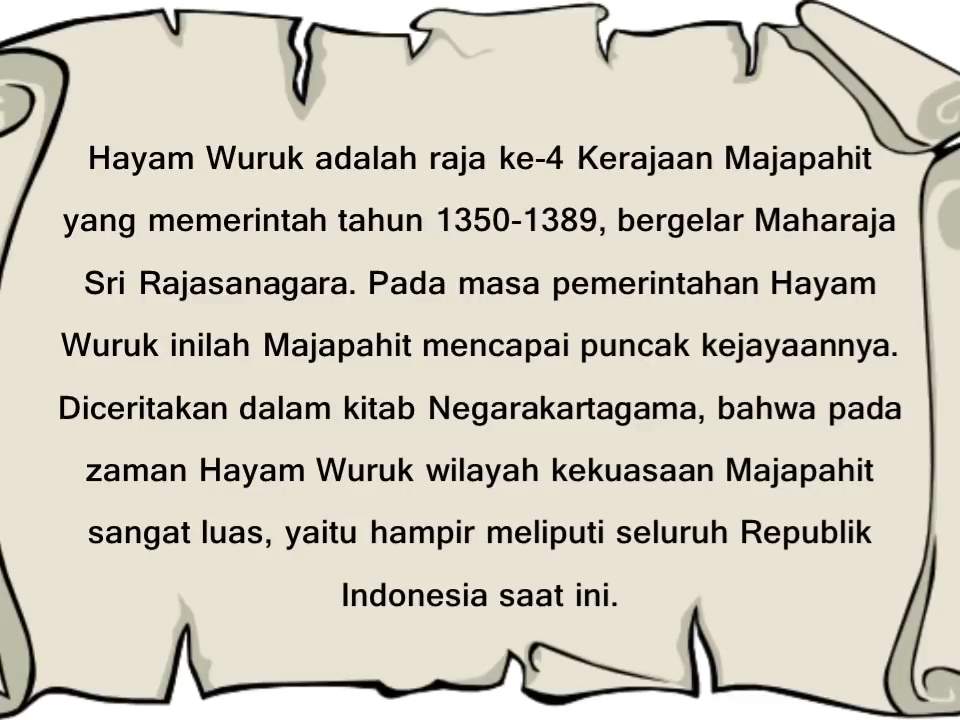 Hayam Wuruk adalah raja ke-4 Kerajaan Majapahit
yang memerintah tahun 1350-1389, bergelar Maharaja
Sri Rajasanagara. Pada masa pemerintahan Hayam
Wuruk inilah Majapahit mencapai puncak kejayaannya.
Diceritakan dalam kitab Negarakartagama, bahwa pada
zaman Hayam Wuruk wilayah kekuasaan Majapahit
sangat luas, yaitu hampir meliputi seluruh Republik
Indonesia saat ini.